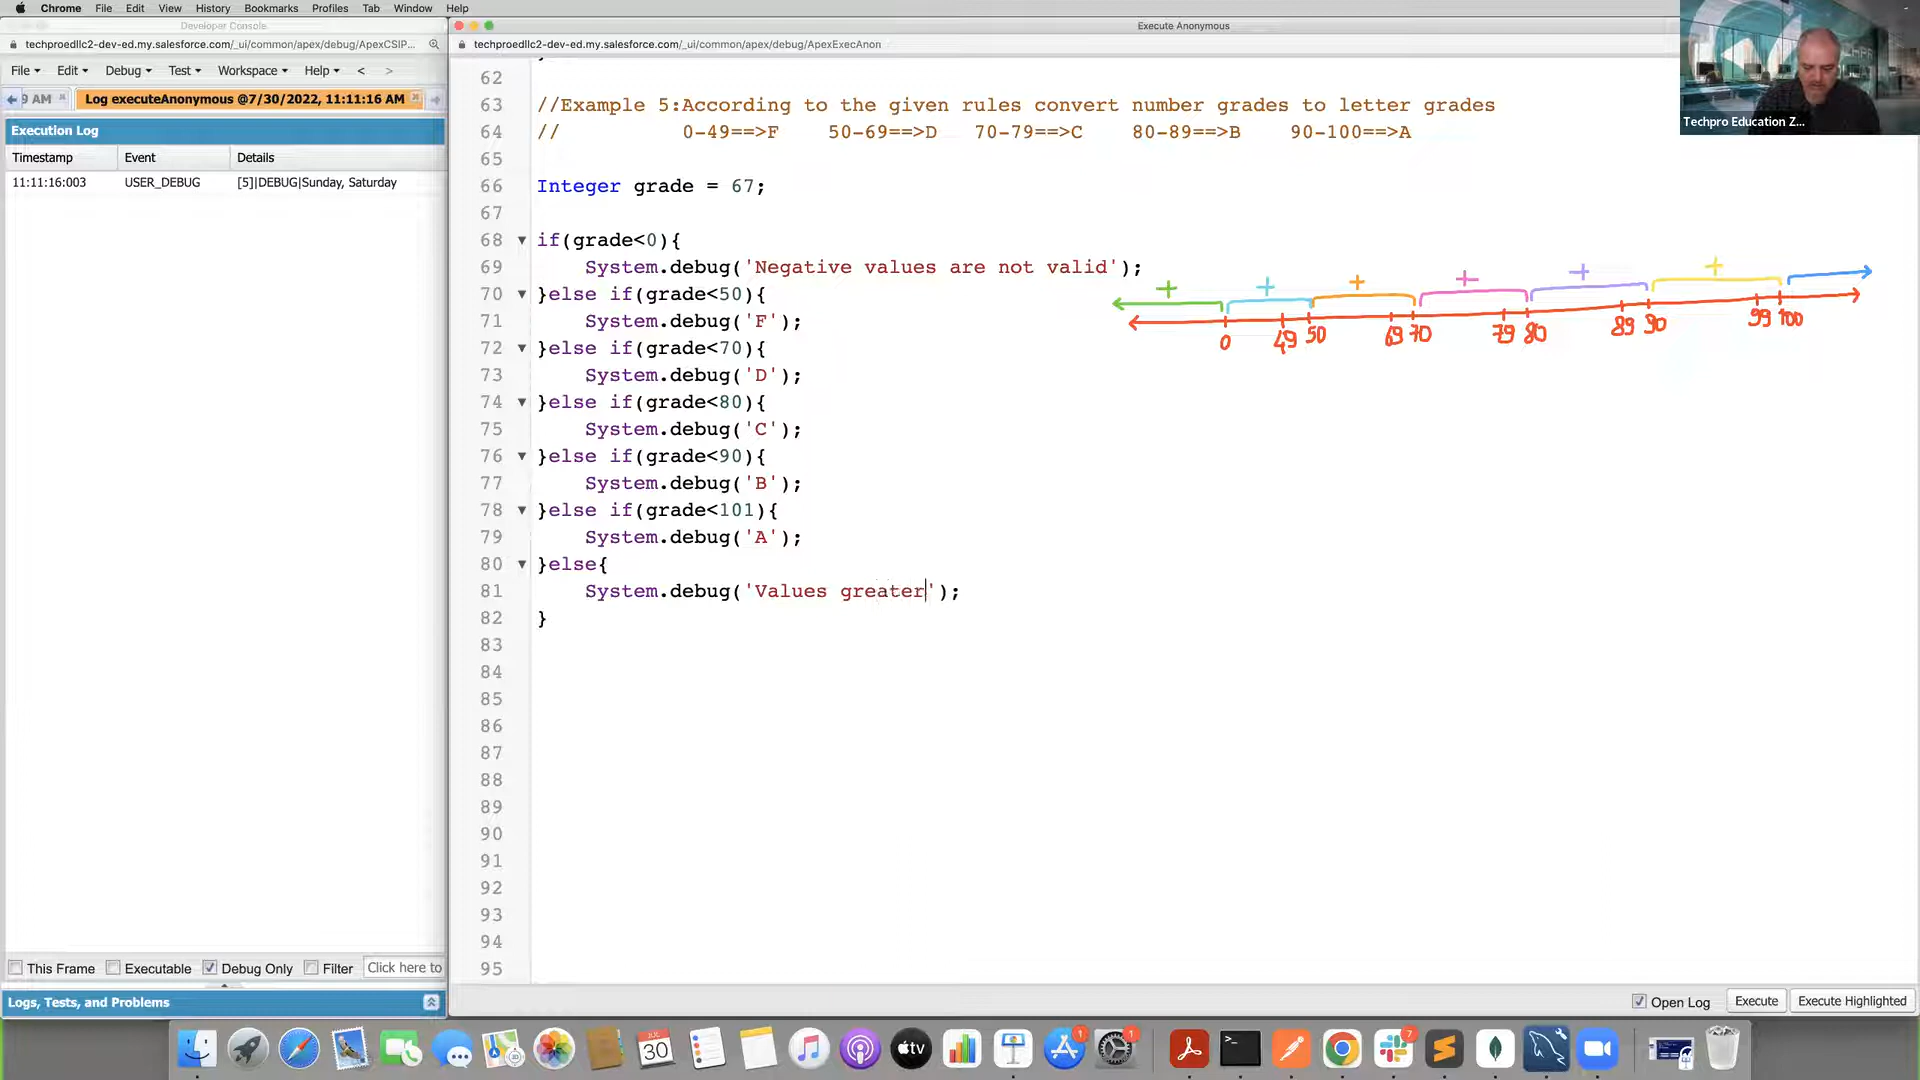 Chrome File Edit View History Bookmarks Profiles Tab Window Help
Developer Console
techproedllc2-dev-ed.my.salesforce.com/_ui/common/apex/debug/ApexCSIP...
File Edit Debug Test Workspace Help < >
9 AM Log executeAnonymous @7/30/2022, 11:11:16 AM
Execution Log
Timestamp Event Details
11:11:16:003 USER_DEBUG [5]|DEBUG|Sunday, Saturday
This Frame Executable Debug Only Filter Click here to
Logs, Tests, and Problems
Execute Anonymous
techproedllc2-dev-ed.my.salesforce.com/_ui/common/apex/debug/ApexExecAnon
62
63 //Example 5:According to the given rules convert number grades to letter grades
64 // 0-49==>F 50-69==>D 70-79==>C 80-89==>B 90-100==>A
65
66 Integer grade = 67;
67
68 if(grade<0){
69 System.debug('Negative values are not valid');
70 }else if(grade<50){
71 System.debug('F');
72 }else if(grade<70){
73 System.debug('D');
74 }else if(grade<80){
75 System.debug('C');
76 }else if(grade<90){
77 System.debug('B');
78 }else if(grade<101){
79 System.debug('A');
80 }else{
81 System.debug('Values greater');
82 }
83
84
85
86
87
88
89
90
91
92
93
94
95
+ + + + + +
0 49 50 69 70 79 80 89 90 99 100
Techpro Education Z...
Open Log Execute Execute Highlighted
JUL
30
tv
1
1
7